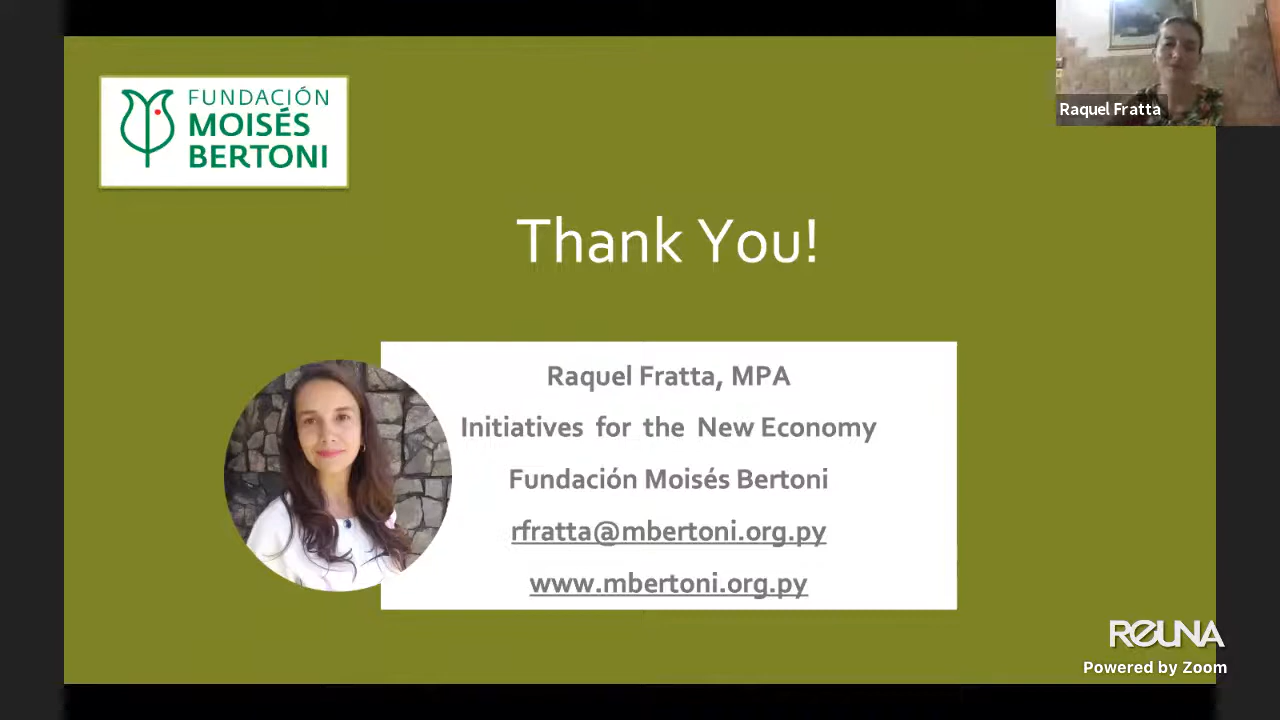 FUNDACIÓN
MOISÉS
BERTONI
Raquel Fratta
Thank You!
Raquel Fratta, MPA
Initiatives for the New Economy
Fundación Moisés Bertoni
rfratta@mbertoni.org.py
www.mbertoni.org.py
REUNA
Powered by Zoom